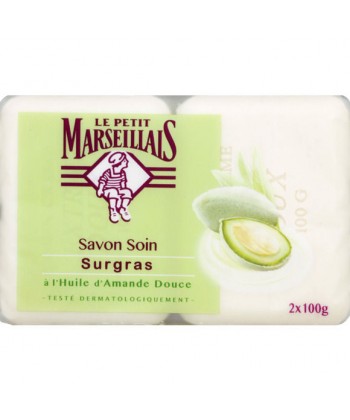 LE PETIT
MARSEILLAIS
Savon Soin
Surgras
à l'Huile d'Amande Douce
- TESTÉ DERMATOLOGIQUEMENT -
2x100g